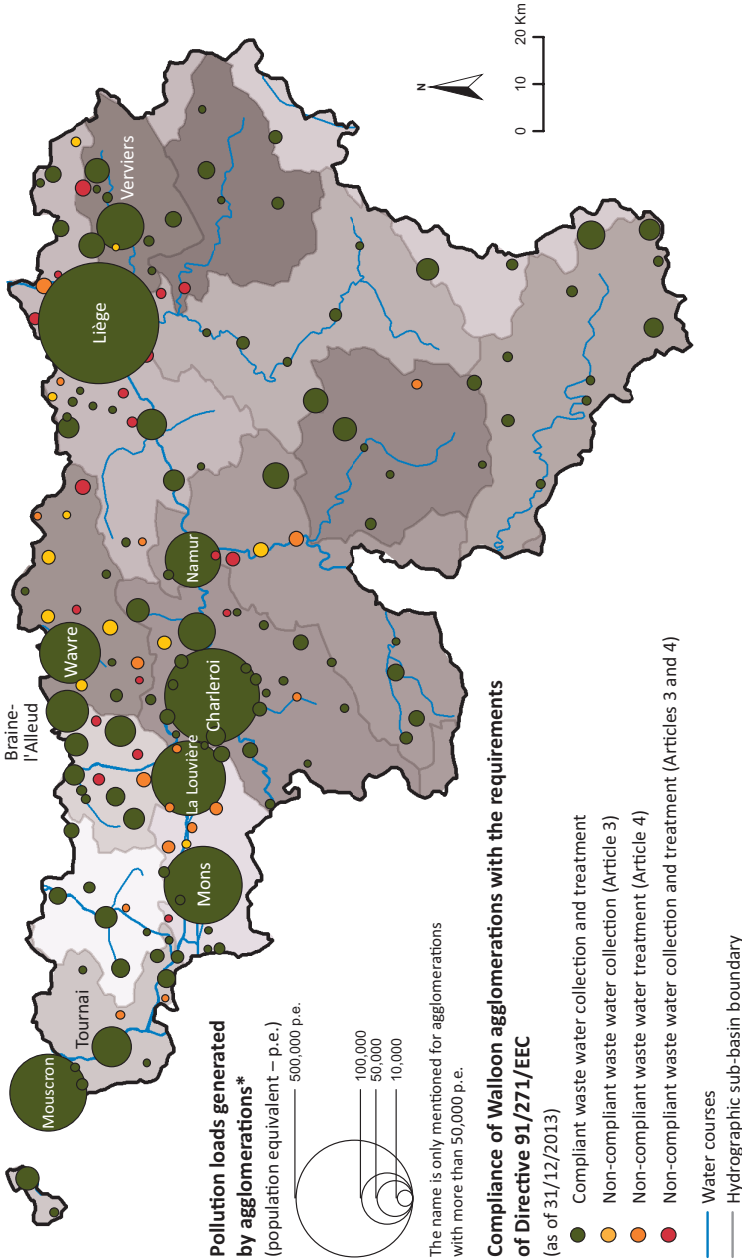 Braine-
l'Alleud
Mouscron
Tournai
Mons
La Louvière
Charleroi
Wavre
Namur
Liège
Verviers
N
0 10 20 Km
Pollution loads generated
by agglomerations*
(population equivalent – p.e.)
500,000 p.e.
100,000
50,000
10,000
The name is only mentioned for agglomerations
with more than 50,000 p.e.
Compliance of Walloon agglomerations with the requirements
of Directive 91/271/EEC
(as of 31/12/2013)
Compliant waste water collection and treatment
Non-compliant waste water collection (Article 3)
Non-compliant waste water treatment (Article 4)
Non-compliant waste water collection and treatment (Articles 3 and 4)
Water courses
Hydrographic sub-basin boundary